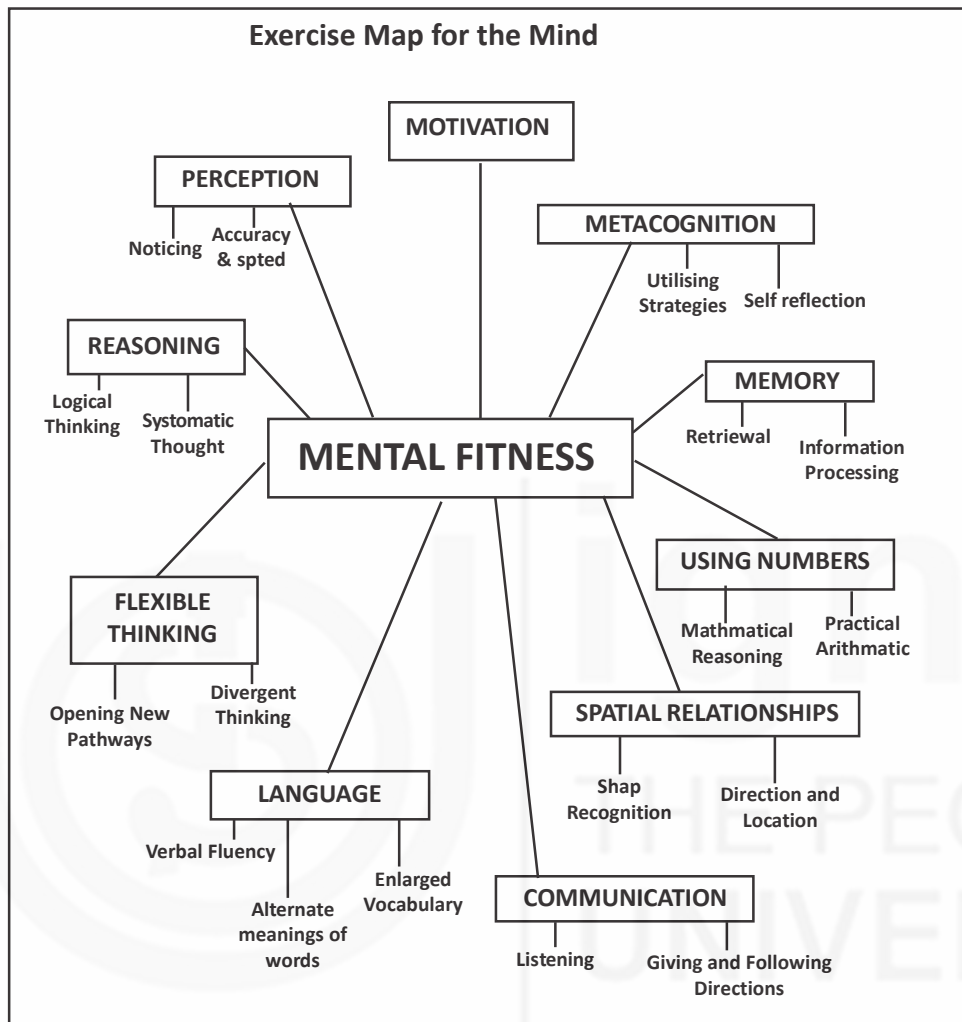 Exercise Map for the Mind
MOTIVATION
PERCEPTION
Noticing
Accuracy
& spted
METACOGNITION
Utilising
Strategies
Self reflection
REASONING
Logical
Thinking
Systomatic
Thought
MEMORY
Retriewal
Information
Processing
MENTAL FITNESS
USING NUMBERS
Mathmatical
Reasoning
Practical
Arithmatic
FLEXIBLE
THINKING
Opening New
Pathways
Divergent
Thinking
SPATIAL RELATIONSHIPS
Shap
Recognition
Direction and
Location
LANGUAGE
Verbal Fluency
Alternate
meanings of
words
Enlarged
Vocabulary
COMMUNICATION
Listening
Giving and Following
Directions
THE